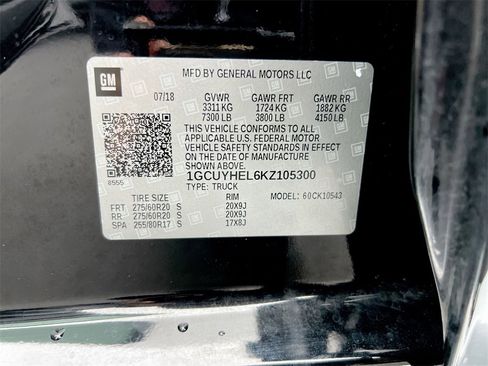 GM
MFD BY GENERAL MOTORS LLC
07/18 GVWR GAWR FRT GAWR RR
3311 KG 1724 KG 1882 KG
7300 LB 3800 LB 4150 LB
THIS VEHICLE CONFORMS TO ALL
APPLICABLE U.S. FEDERAL MOTOR
VEHICLE SAFETY STANDARDS IN EFFECT
ON THE DATE OF MANUFACTURE
SHOWN ABOVE.
8555 1GCUYHEL6KZ105300
TYPE: TRUCK
TIRE SIZE RIM MODEL: 60CK10543
FRT 275/60R20 S 20X9J
RR: 275/60R20 S 20X9J
SPA 255/80R17 S 17X8J